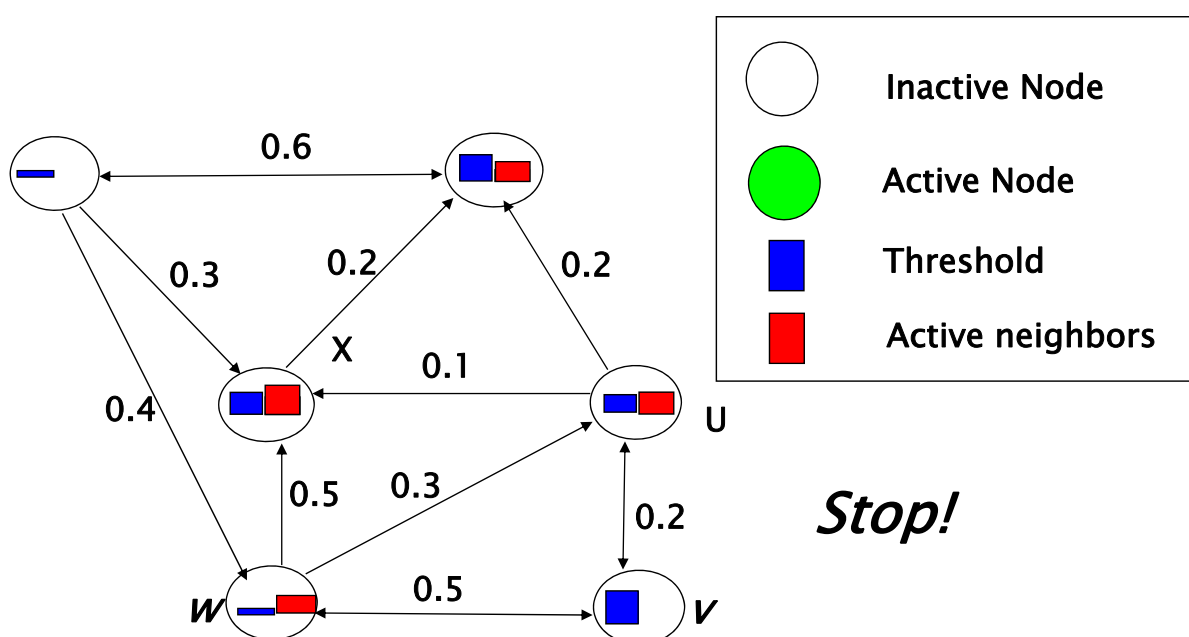 Inactive Node
0.6
Active Node
0.3
0.2
0.2
Threshold
Active neighbors
X
0.1
0.4
U
0.5
0.3
0.2
Stop!
0.5
W
V